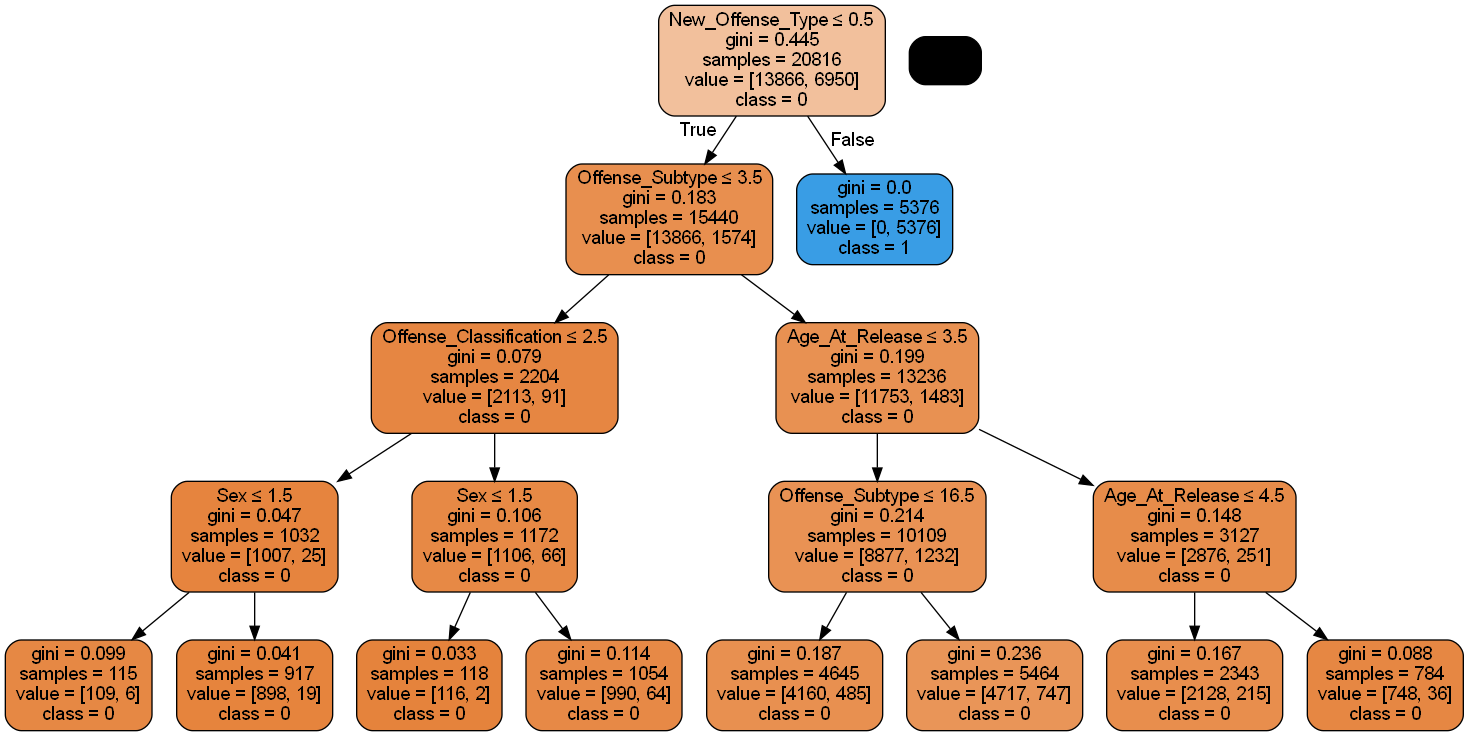 New_Offense_Type ≤ 0.5
gini = 0.445
samples = 20816
value = [13866, 6950]
class = 0
True
False
Offense_Subtype ≤ 3.5
gini = 0.183
samples = 15440
value = [13866, 1574]
class = 0
gini = 0.0
samples = 5376
value = [0, 5376]
class = 1
Offense_Classification ≤ 2.5
gini = 0.079
samples = 2204
value = [2113, 91]
class = 0
Age_At_Release ≤ 3.5
gini = 0.199
samples = 13236
value = [11753, 1483]
class = 0
Sex ≤ 1.5
gini = 0.047
samples = 1032
value = [1007, 25]
class = 0
Sex ≤ 1.5
gini = 0.106
samples = 1172
value = [1106, 66]
class = 0
Offense_Subtype ≤ 16.5
gini = 0.214
samples = 10109
value = [8877, 1232]
class = 0
Age_At_Release ≤ 4.5
gini = 0.148
samples = 3127
value = [2876, 251]
class = 0
gini = 0.099
samples = 115
value = [109, 6]
class = 0
gini = 0.041
samples = 917
value = [898, 19]
class = 0
gini = 0.033
samples = 118
value = [116, 2]
class = 0
gini = 0.114
samples = 1054
value = [990, 64]
class = 0
gini = 0.187
samples = 4645
value = [4160, 485]
class = 0
gini = 0.236
samples = 5464
value = [4717, 747]
class = 0
gini = 0.167
samples = 2343
value = [2128, 215]
class = 0
gini = 0.088
samples = 784
value = [748, 36]
class = 0